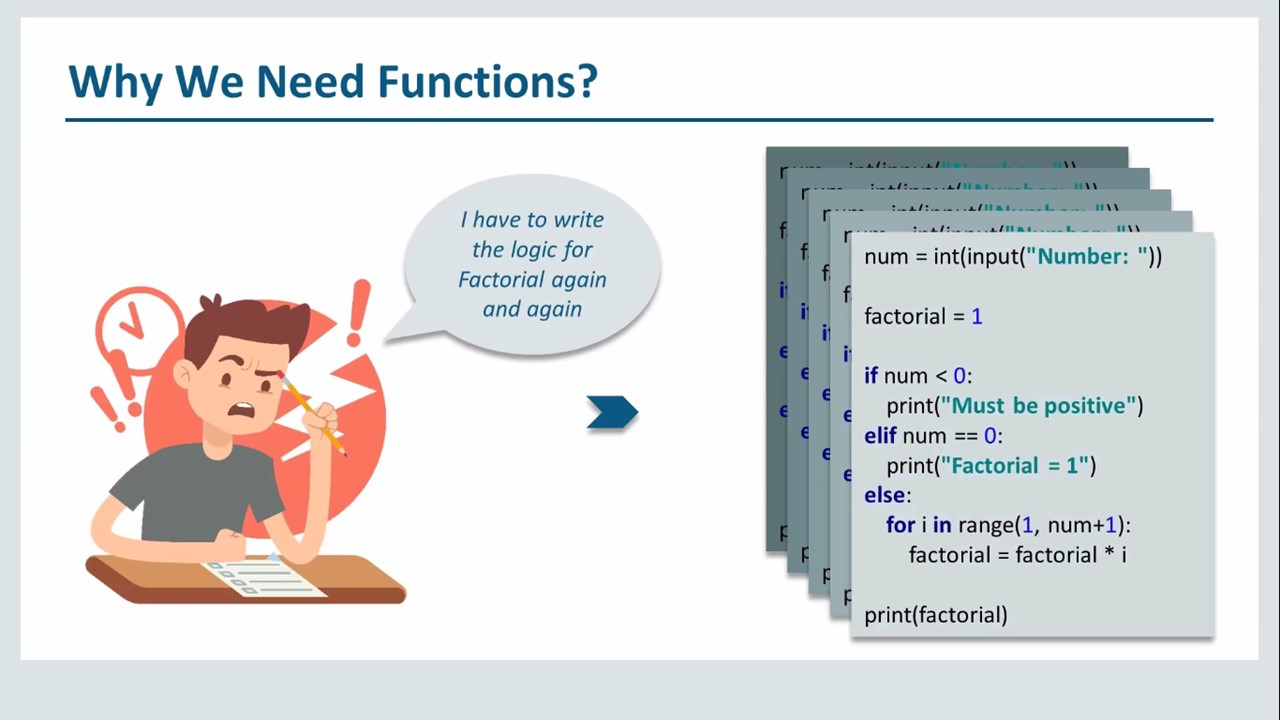 Why We Need Functions?
I have to write
the logic for
Factorial again
and again
num = int(input("Number: "))
factorial = 1
if num < 0:
print("Must be positive")
elif num == 0:
print("Factorial = 1")
else:
for i in range(1, num+1):
factorial = factorial * i
print(factorial)